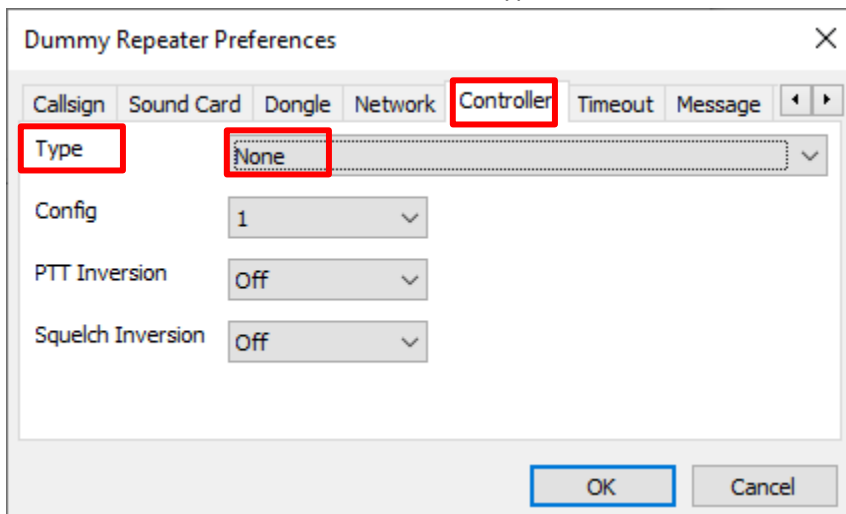 Dummy Repeater Preferences
Callsign Sound Card Dongle Network Controller Timeout Message
Type None
Config 1
PTT Inversion Off
Squelch Inversion Off
OK Cancel